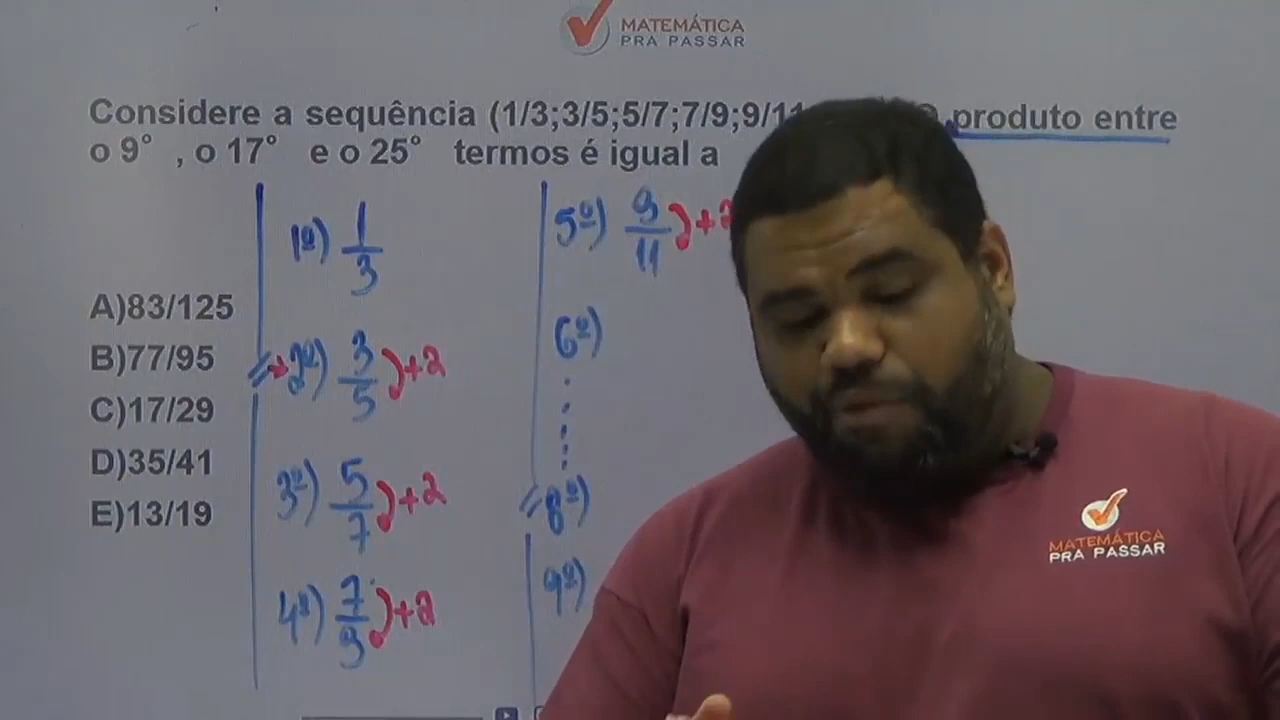 MATEMÁTICA
PRA PASSAR
Considere a sequência (1/3;3/5;5/7;7/9;9/11 produto entre
o 9° , o 17° e o 25° termos é igual a
A)83/125
B)77/95
C)17/29
D)35/41
E)13/19
1º) 1/3
2º) 3/5 +2
3º) 5/7 +2
4º) 7/9 +2
5º) 9/11 +2
6º)
8º)
9º)
MATEMÁTICA
PRA PASSAR